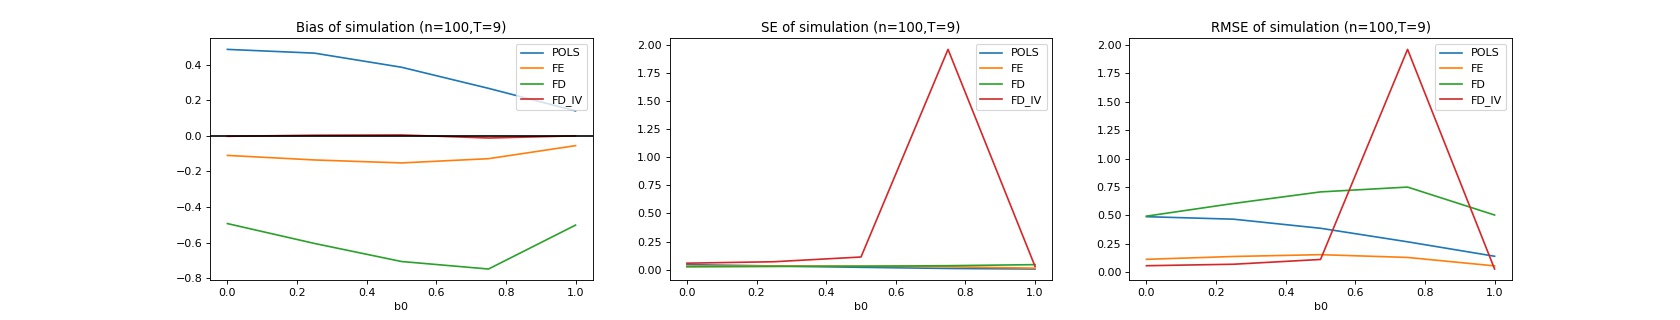 Bias of simulation (n=100,T=9)
POLS
FE
FD
FD_IV
0.4
0.2
0.0
−0.2
−0.4
−0.6
−0.8
0.0 0.2 0.4 0.6 0.8 1.0
b0
SE of simulation (n=100,T=9)
POLS
FE
FD
FD_IV
2.00
1.75
1.50
1.25
1.00
0.75
0.50
0.25
0.00
0.0 0.2 0.4 0.6 0.8 1.0
b0
RMSE of simulation (n=100,T=9)
POLS
FE
FD
FD_IV
2.00
1.75
1.50
1.25
1.00
0.75
0.50
0.25
0.00
0.0 0.2 0.4 0.6 0.8 1.0
b0